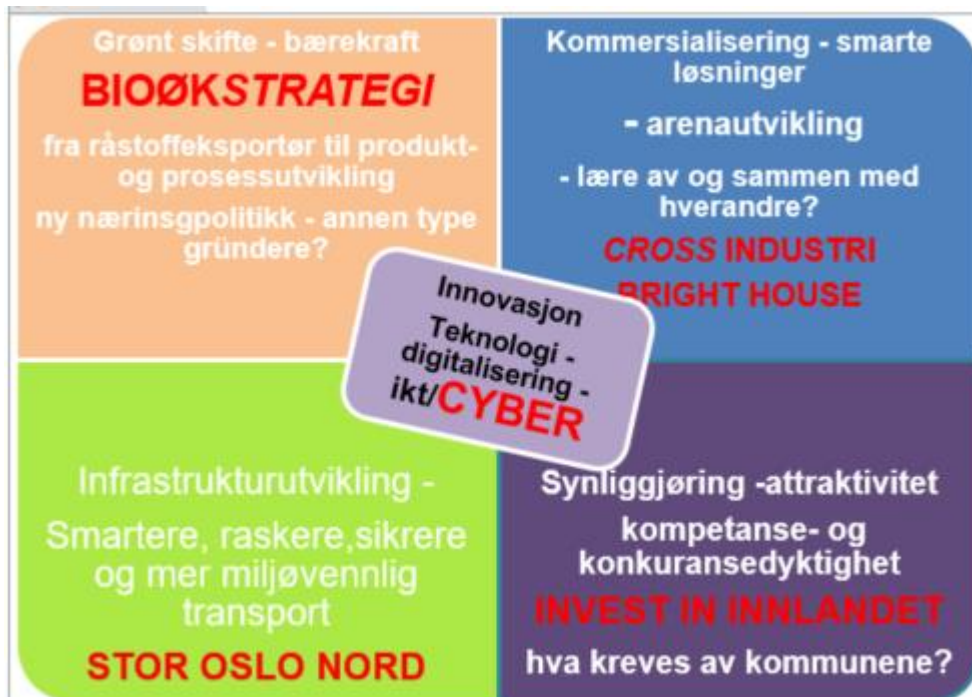 Grønt skifte - bærekraft
BIOØKSTRATEGI
fra råstoffeksportør til produkt-
og prosessutvikling
ny nærinsgpolitikk - annen type
gründere?
Kommersialisering - smarte
løsninger
- arenautvikling
- lære av og sammen med
hverandre?
CROSS INDUSTRI
BRIGHT HOUSE
Innovasjon
Teknologi -
digitalisering -
ikt/CYBER
Infrastrukturutvikling -
Smartere, raskere,sikrere
og mer miljøvennlig
transport
STOR OSLO NORD
Synliggjøring -attraktivitet
kompetanse- og
konkuransedyktighet
INVEST IN INNLANDET
hva kreves av kommunene?